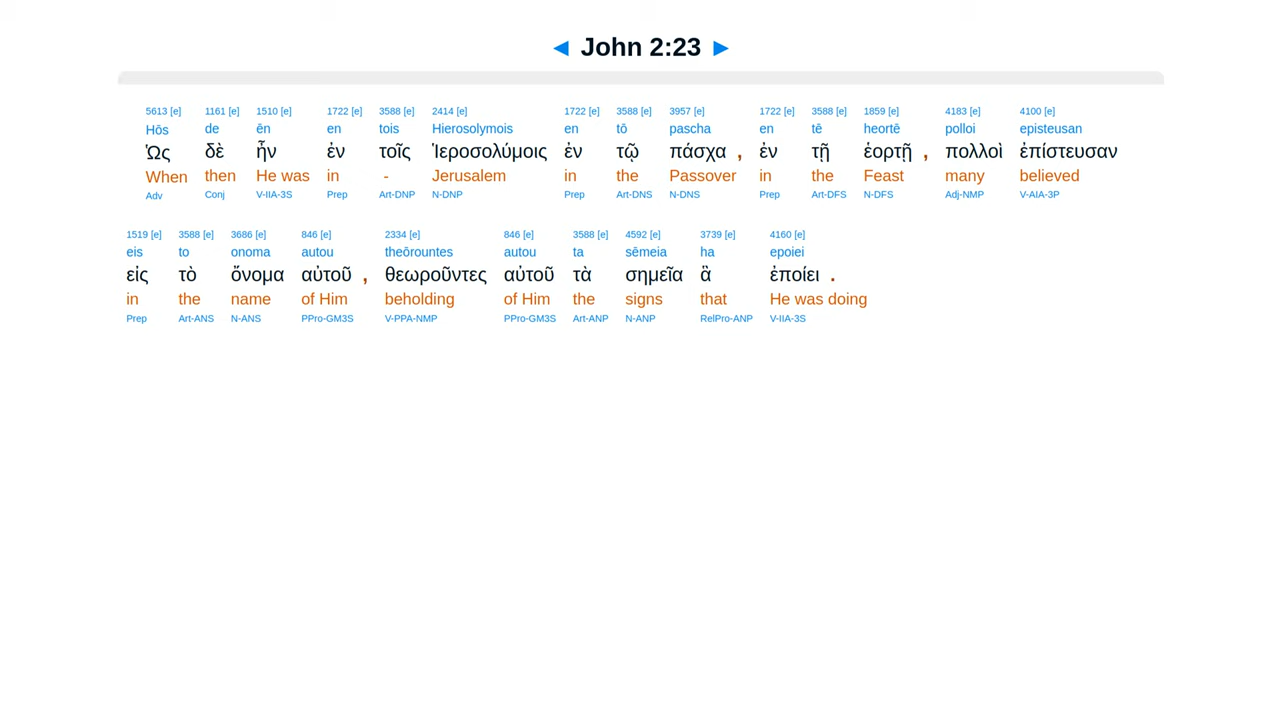 ◄ John 2:23 ►
5613 [e] 1161 [e] 1510 [e] 1722 [e] 3588 [e] 2414 [e] 1722 [e] 3588 [e] 3957 [e] 1722 [e] 3588 [e] 1859 [e] 4183 [e] 4100 [e]
Hōs de ēn en tois Hierosolymois en tō pascha en tē heortē polloi episteusan
Ὡς δὲ ἦν ἐν τοῖς Ἱεροσολύμοις ἐν τῷ πάσχα , ἐν τῇ ἑορτῇ , πολλοὶ ἐπίστευσαν
When then He was in - Jerusalem in the Passover in the Feast many believed
Adv Conj V-IIA-3S Prep Art-DNP N-DNP Prep Art-DNS N-DNS Prep Art-DFS N-DFS Adj-NMP V-AIA-3P
1519 [e] 3588 [e] 3686 [e] 846 [e] 2334 [e] 846 [e] 3588 [e] 4592 [e] 3739 [e] 4160 [e]
eis to onoma autou theōrountes autou ta sēmeia ha epoiei
εἰς τὸ ὄνομα αὐτοῦ , θεωροῦντες αὐτοῦ τὰ σημεῖα ἃ ἐποίει .
in the name of Him beholding of Him the signs that He was doing
Prep Art-ANS N-ANS PPro-GM3S V-PPA-NMP PPro-GM3S Art-ANP N-ANP RelPro-ANP V-IIA-3S